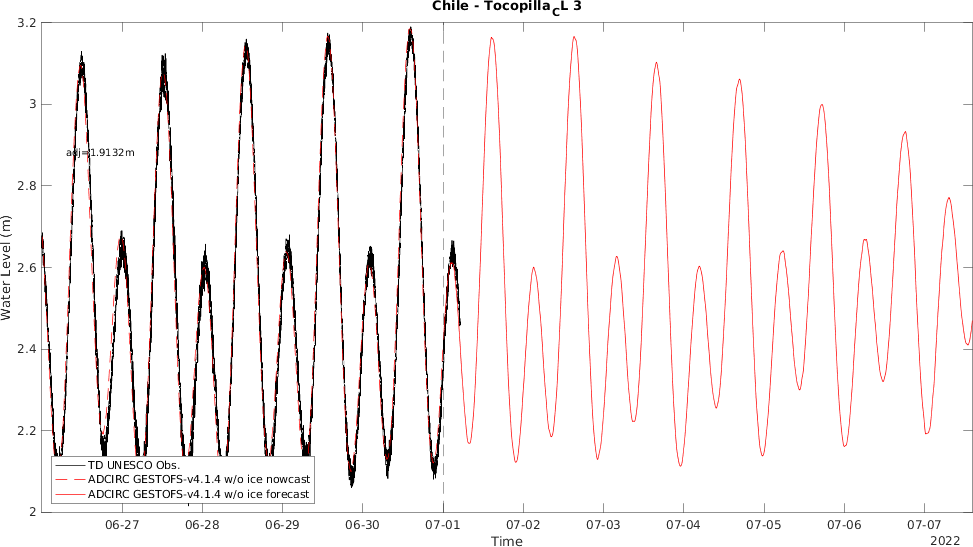 Chile - Tocopilla_CL 3
3.2
3
2.8
2.6
2.4
2.2
2
Water Level (m)
adj=1.9132m
TD UNESCO Obs.
ADCIRC GESTOFS-v4.1.4 w/o ice nowcast
ADCIRC GESTOFS-v4.1.4 w/o ice forecast
06-27 06-28 06-29 06-30 07-01 07-02 07-03 07-04 07-05 07-06 07-07
Time
2022